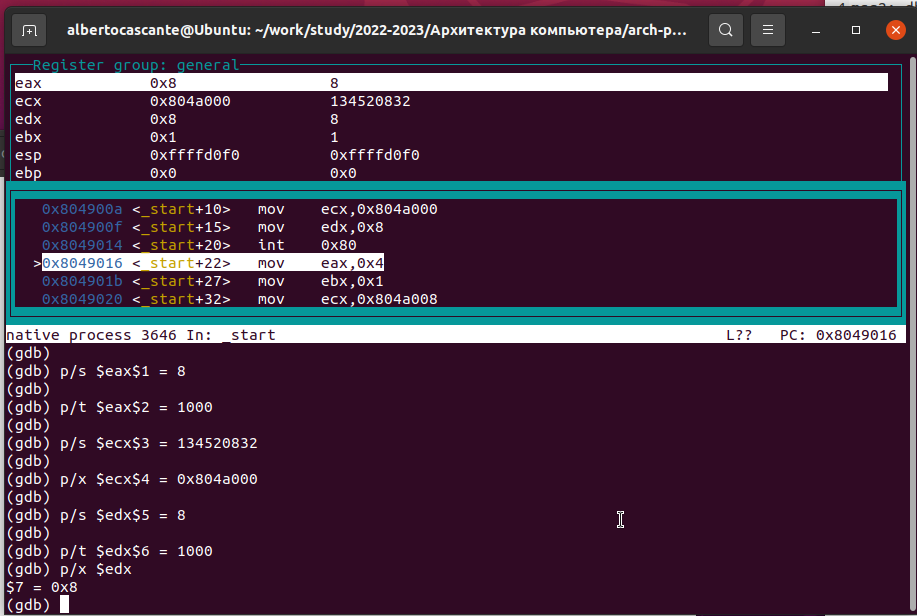 albertocascante@Ubuntu: ~/work/study/2022-2023/Архитектура компьютера/arch-p...
Register group: general
eax 0x8 8
ecx 0x804a000 134520832
edx 0x8 8
ebx 0x1 1
esp 0xffffd0f0 0xffffd0f0
ebp 0x0 0x0
0x804900a <_start+10> mov ecx,0x804a000
0x804900f <_start+15> mov edx,0x8
0x8049014 <_start+20> int 0x80
>0x8049016 <_start+22> mov eax,0x4
0x804901b <_start+27> mov ebx,0x1
0x8049020 <_start+32> mov ecx,0x804a008
native process 3646 In: _start L?? PC: 0x8049016
(gdb)
(gdb) p/s $eax$1 = 8
(gdb)
(gdb) p/t $eax$2 = 1000
(gdb)
(gdb) p/s $ecx$3 = 134520832
(gdb)
(gdb) p/x $ecx$4 = 0x804a000
(gdb)
(gdb) p/s $edx$5 = 8
(gdb)
(gdb) p/t $edx$6 = 1000
(gdb) p/x $edx
$7 = 0x8
(gdb)